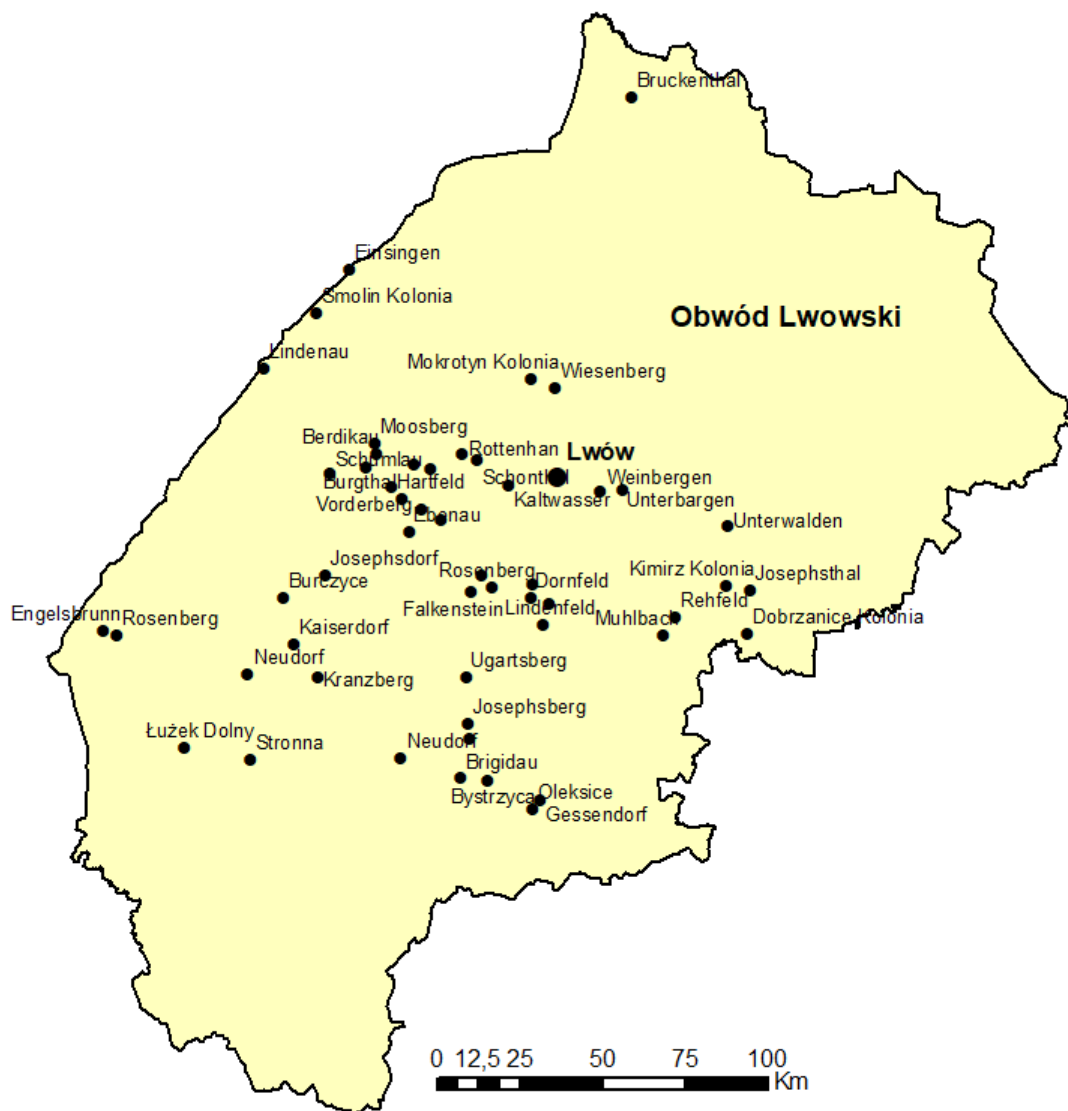 Bruckenthal
Einsingen
Smolin Kolonia
Obwód Lwowski
Lindenau
Mokrotyn Kolonia
Wiesenberg
Moosberg
Berdikau
Rottenhan
Lwów
Schumlau
Schonthal
Weinbergen
Burgthal
Hartfeld
Kaltwasser
Unterbargen
Vorderberg
Ebenau
Unterwalden
Josephsdorf
Rosenberg
Dornfeld
Kimirz Kolonia
Josephsthal
Burczyce
Falkenstein
Lindenfeld
Rehfeld
Engelsbrunn
Rosenberg
Muhlbach
Dobrzanice Kolonia
Kaiserdorf
Neudorf
Kranzberg
Ugartsberg
Josephsberg
Łużek Dolny
Stronna
Neudorf
Brigidau
Bystrzyca
Oleksice
Gessendorf
0 12,5 25 50 75 100
Km